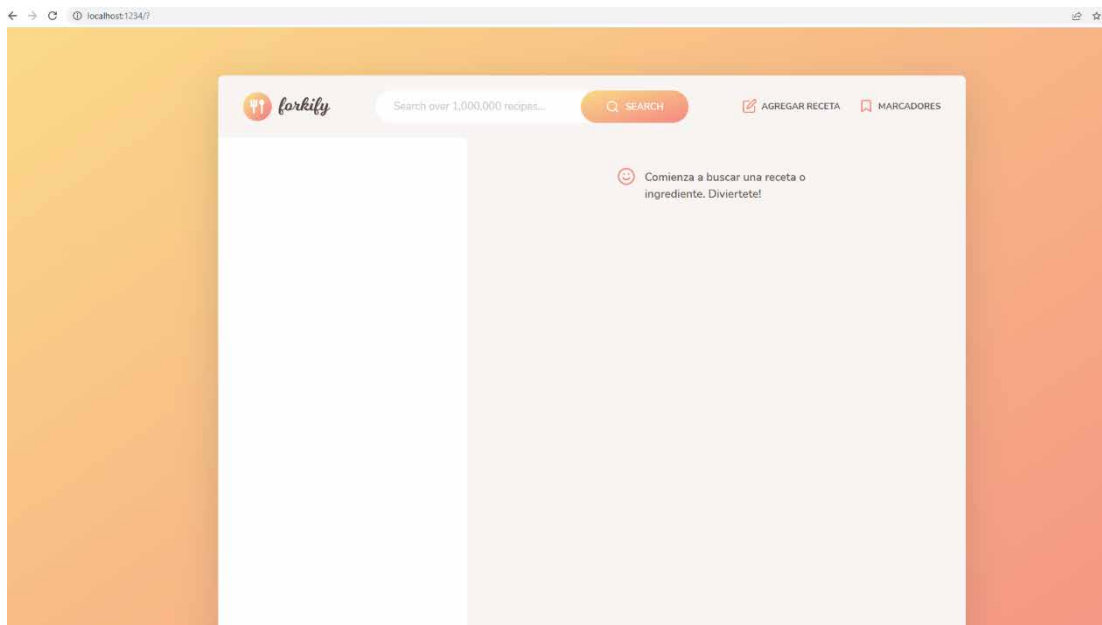 localhost:1234/?
forkify
Search over 1,000,000 recipes...
SEARCH
AGREGAR RECETA
MARCADORES
Comienza a buscar una receta o
ingrediente. Diviertete!